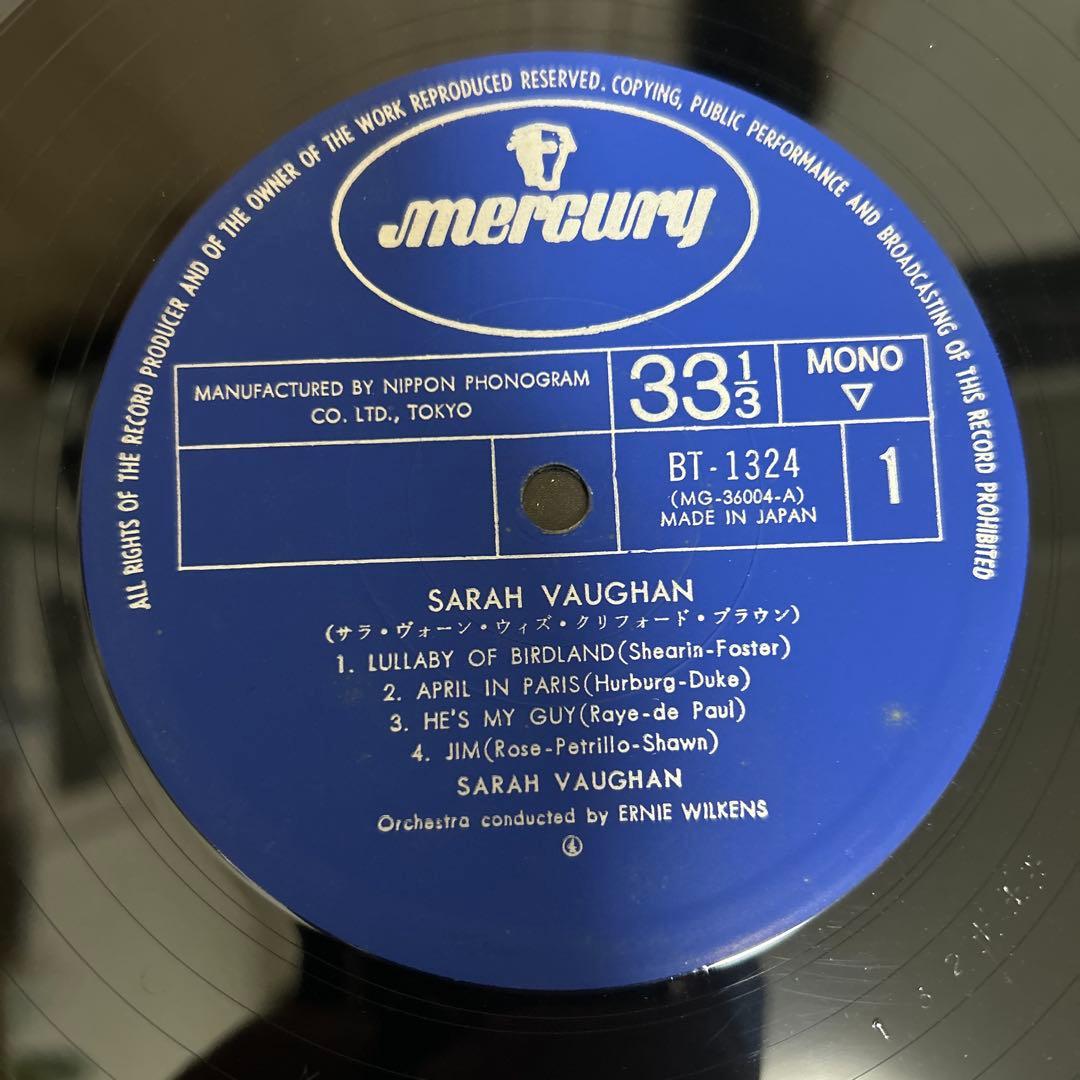 ALL RIGHTS OF THE RECORD PRODUCER AND OF THE OWNER OF THE WORK REPRODUCED RESERVED. COPYING, PUBLIC PERFORMANCE AND BROADCASTING OF THIS RECORD PROHIBITED
mercury
MANUFACTURED BY NIPPON PHONOGRAM
CO. LTD., TOKYO
33 1/3
MONO
▽
BT-1324
(MG-36004-A)
MADE IN JAPAN
1
SARAH VAUGHAN
(サラ・ヴォーン・ウィズ・クリフォード・ブラウン)
1. LULLABY OF BIRDLAND(Shearin-Foster)
2. APRIL IN PARIS(Hurburg-Duke)
3. HE'S MY GUY(Raye-de Paul)
4. JIM(Rose-Petrillo-Shawn)
SARAH VAUGHAN
Orchestra conducted by ERNIE WILKENS